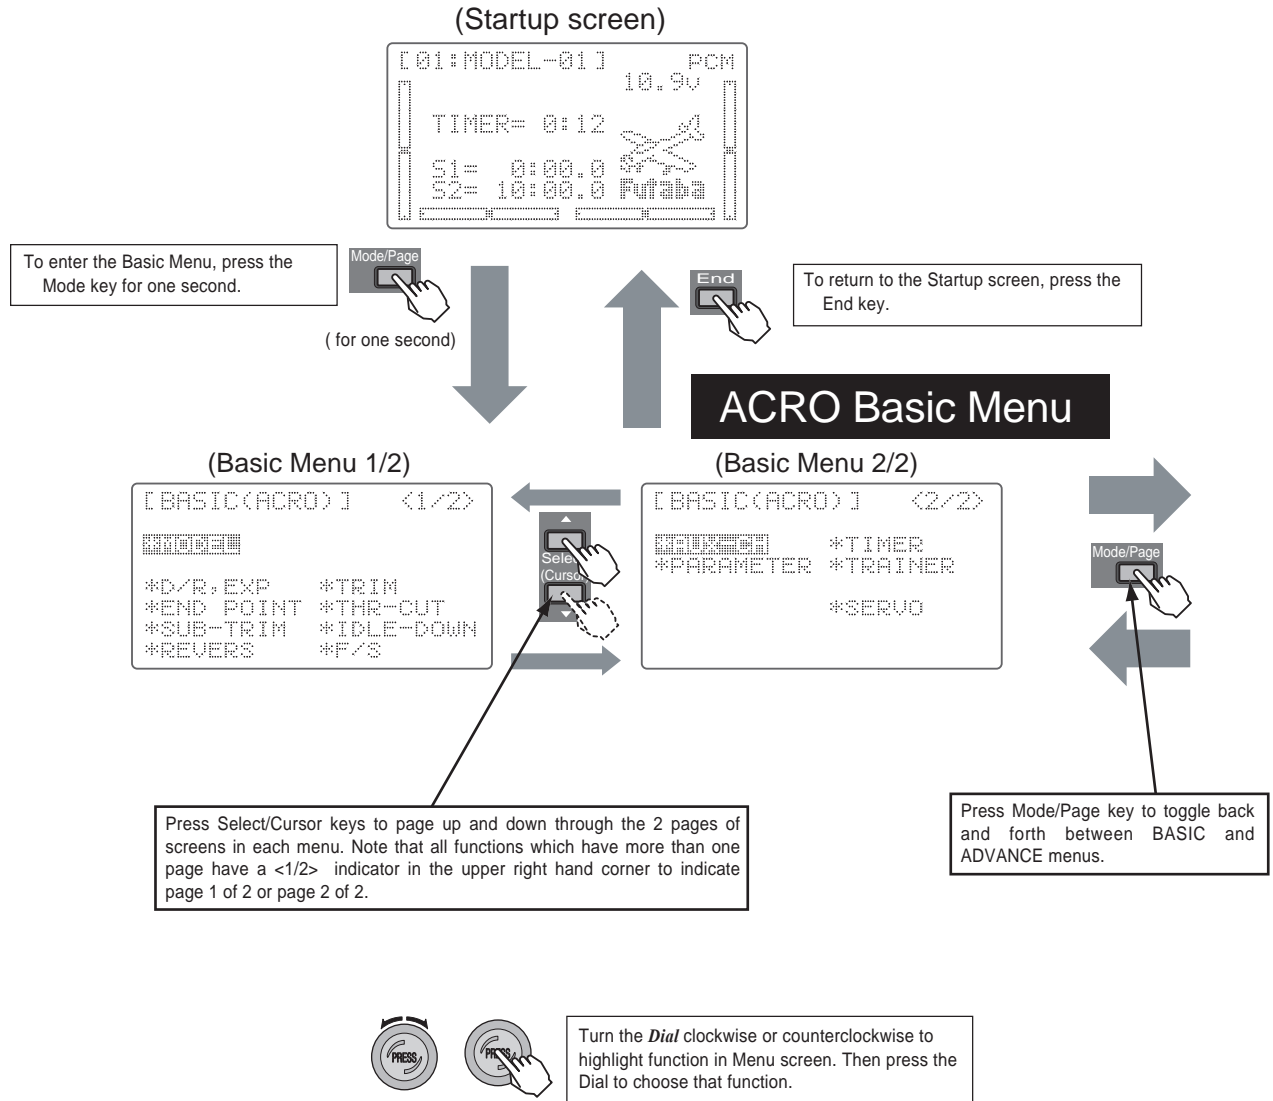 (Startup screen)
[01:MODEL-01] PCM
10.9v
TIMER= 0:12
S1= 0:00.0
S2= 10:00.0 Futaba
To enter the Basic Menu, press the
Mode key for one second.
Mode/Page
( for one second)
End
To return to the Startup screen, press the
End key.
ACRO Basic Menu
(Basic Menu 1/2)
[BASIC(ACRO)] <1/2>
*MODEL
*D/R,EXP *TRIM
*END POINT *THR-CUT
*SUB-TRIM *IDLE-DOWN
*REVERS *F/S
Select
(Cursor)
(Basic Menu 2/2)
[BASIC(ACRO)] <2/2>
*AUX-CH *TIMER
*PARAMETER *TRAINER
*SERVO
Mode/Page
Press Select/Cursor keys to page up and down through the 2 pages of
screens in each menu. Note that all functions which have more than one
page have a <1/2> indicator in the upper right hand corner to indicate
page 1 of 2 or page 2 of 2.
Press Mode/Page key to toggle back
and forth between BASIC and
ADVANCE menus.
PRESS
PRESS
Turn the Dial clockwise or counterclockwise to
highlight function in Menu screen. Then press the
Dial to choose that function.